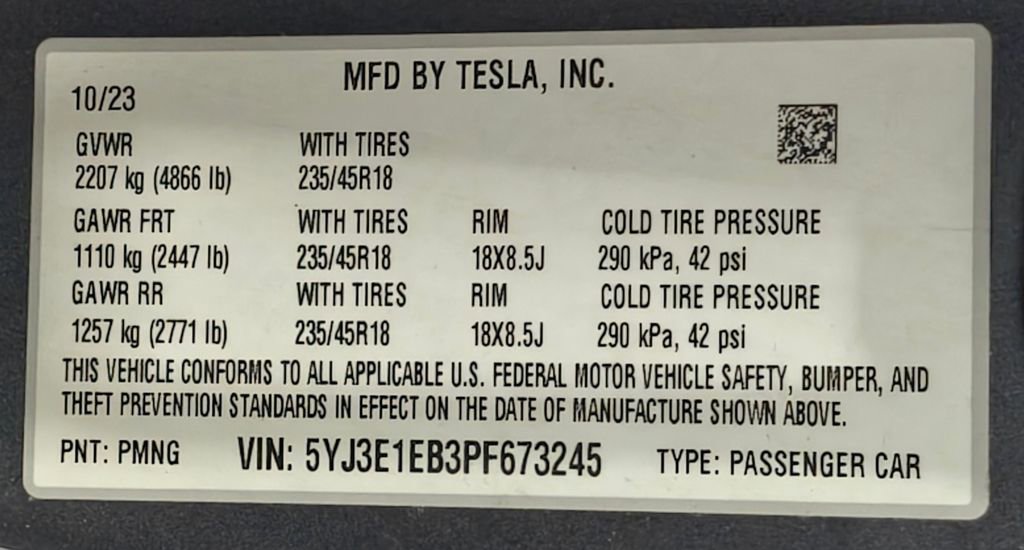 MFD BY TESLA, INC.
10/23
GVWR WITH TIRES
2207 kg (4866 lb) 235/45R18
GAWR FRT WITH TIRES RIM COLD TIRE PRESSURE
1110 kg (2447 lb) 235/45R18 18X8.5J 290 kPa, 42 psi
GAWR RR WITH TIRES RIM COLD TIRE PRESSURE
1257 kg (2771 lb) 235/45R18 18X8.5J 290 kPa, 42 psi
THIS VEHICLE CONFORMS TO ALL APPLICABLE U.S. FEDERAL MOTOR VEHICLE SAFETY, BUMPER, AND
THEFT PREVENTION STANDARDS IN EFFECT ON THE DATE OF MANUFACTURE SHOWN ABOVE.
PNT: PMNG VIN: 5YJ3E1EB3PF673245 TYPE: PASSENGER CAR